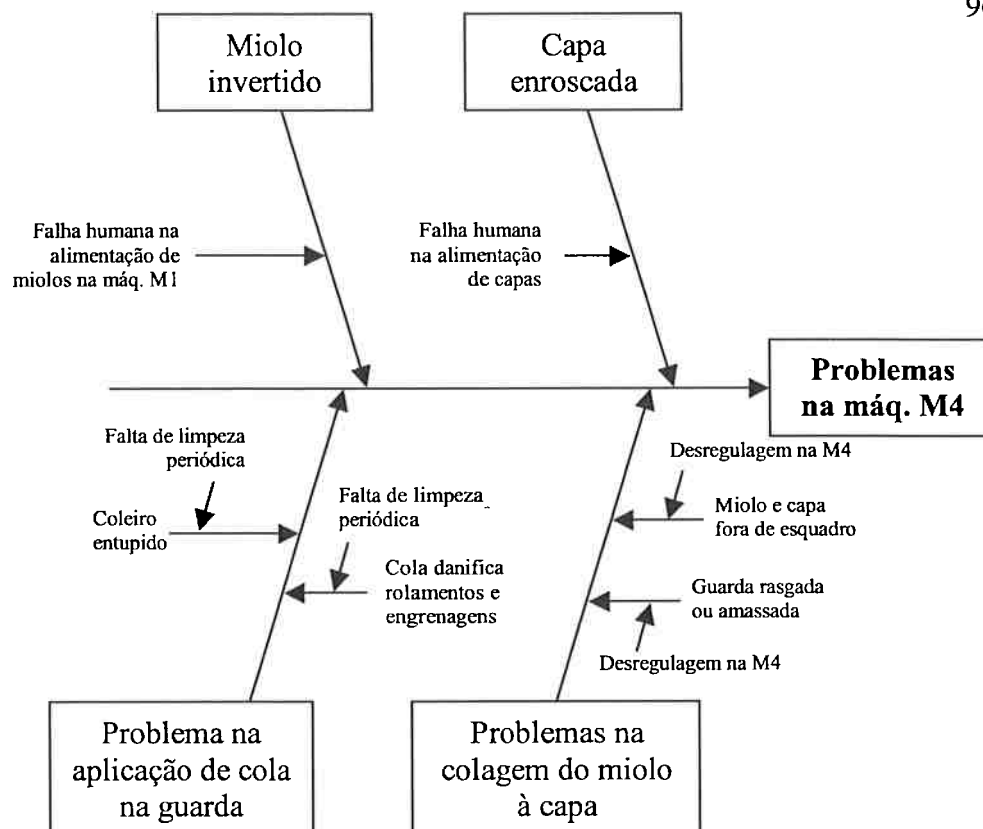 Miolo
invertido
Capa
enroscada
Falha humana na
alimentação de
miolos na máq. M1
Falha humana
na alimentação
de capas
Problemas
na máq. M4
Falta de limpeza
periódica
Coleiro
entupido
Falta de limpeza
periódica
Cola danifica
rolamentos e
engrenagens
Desregulagem na M4
Miolo e capa
fora de esquadro
Guarda rasgada
ou amassada
Desregulagem na M4
Problema na
aplicação de cola
na guarda
Problemas na
colagem do miolo
à capa